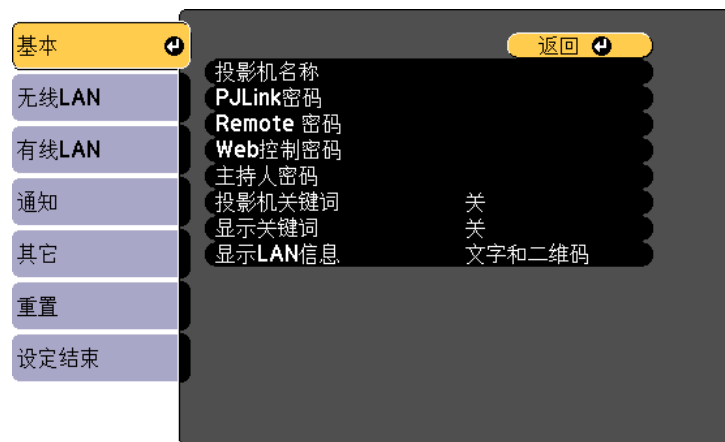 基本
无线LAN
有线LAN
通知
其它
重置
设定结束
返回
投影机名称
PJLink密码
Remote 密码
Web控制密码
主持人密码
投影机关键词 关
显示关键词 关
显示LAN信息 文字和二维码